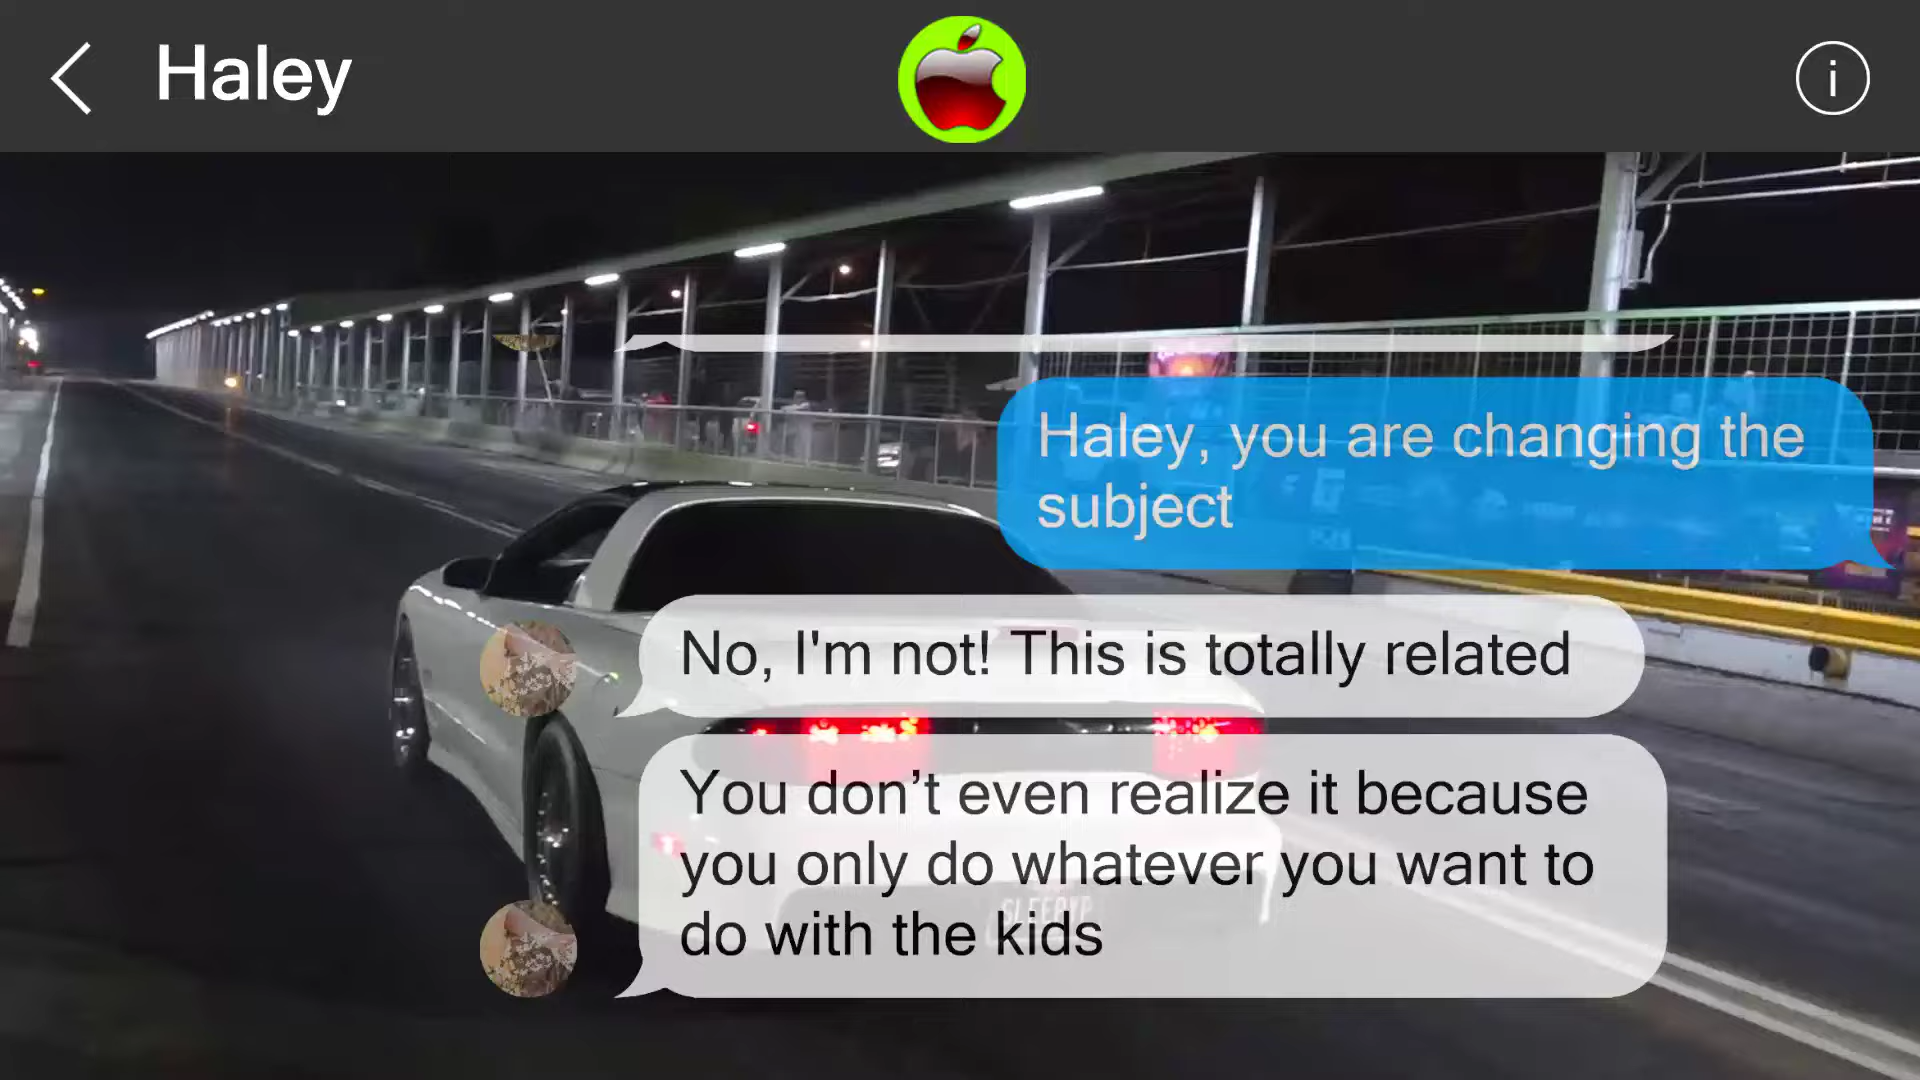 Haley
i
Haley, you are changing the
subject
No, I'm not! This is totally related
You don’t even realize it because
you only do whatever you want to
do with the kids